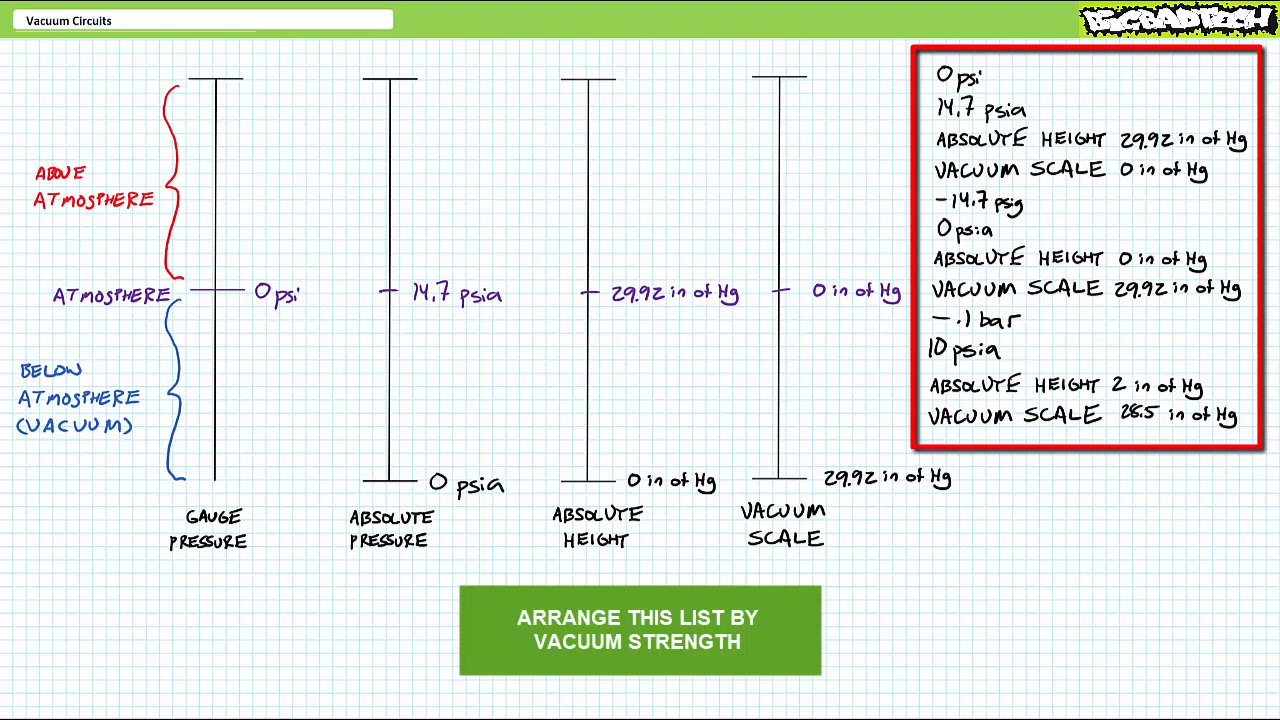 Vacuum Circuits
BIGBADTECH
0 psi
14.7 psia
ABSOLUTE HEIGHT 29.92 in of Hg
VACUUM SCALE 0 in of Hg
-14.7 psig
0 psia
ABSOLUTE HEIGHT 0 in of Hg
VACUUM SCALE 29.92 in of Hg
-.1 bar
10 psia
ABSOLUTE HEIGHT 2 in of Hg
VACUUM SCALE 28.5 in of Hg
ABOVE
ATMOSPHERE
ATMOSPHERE
0 psi
14.7 psia
29.92 in of Hg
0 in of Hg
BELOW
ATMOSPHERE
(VACUUM)
0 psia
0 in of Hg
29.92 in of Hg
GAUGE
PRESSURE
ABSOLUTE
PRESSURE
ABSOLUTE
HEIGHT
VACUUM
SCALE
ARRANGE THIS LIST BY
VACUUM STRENGTH